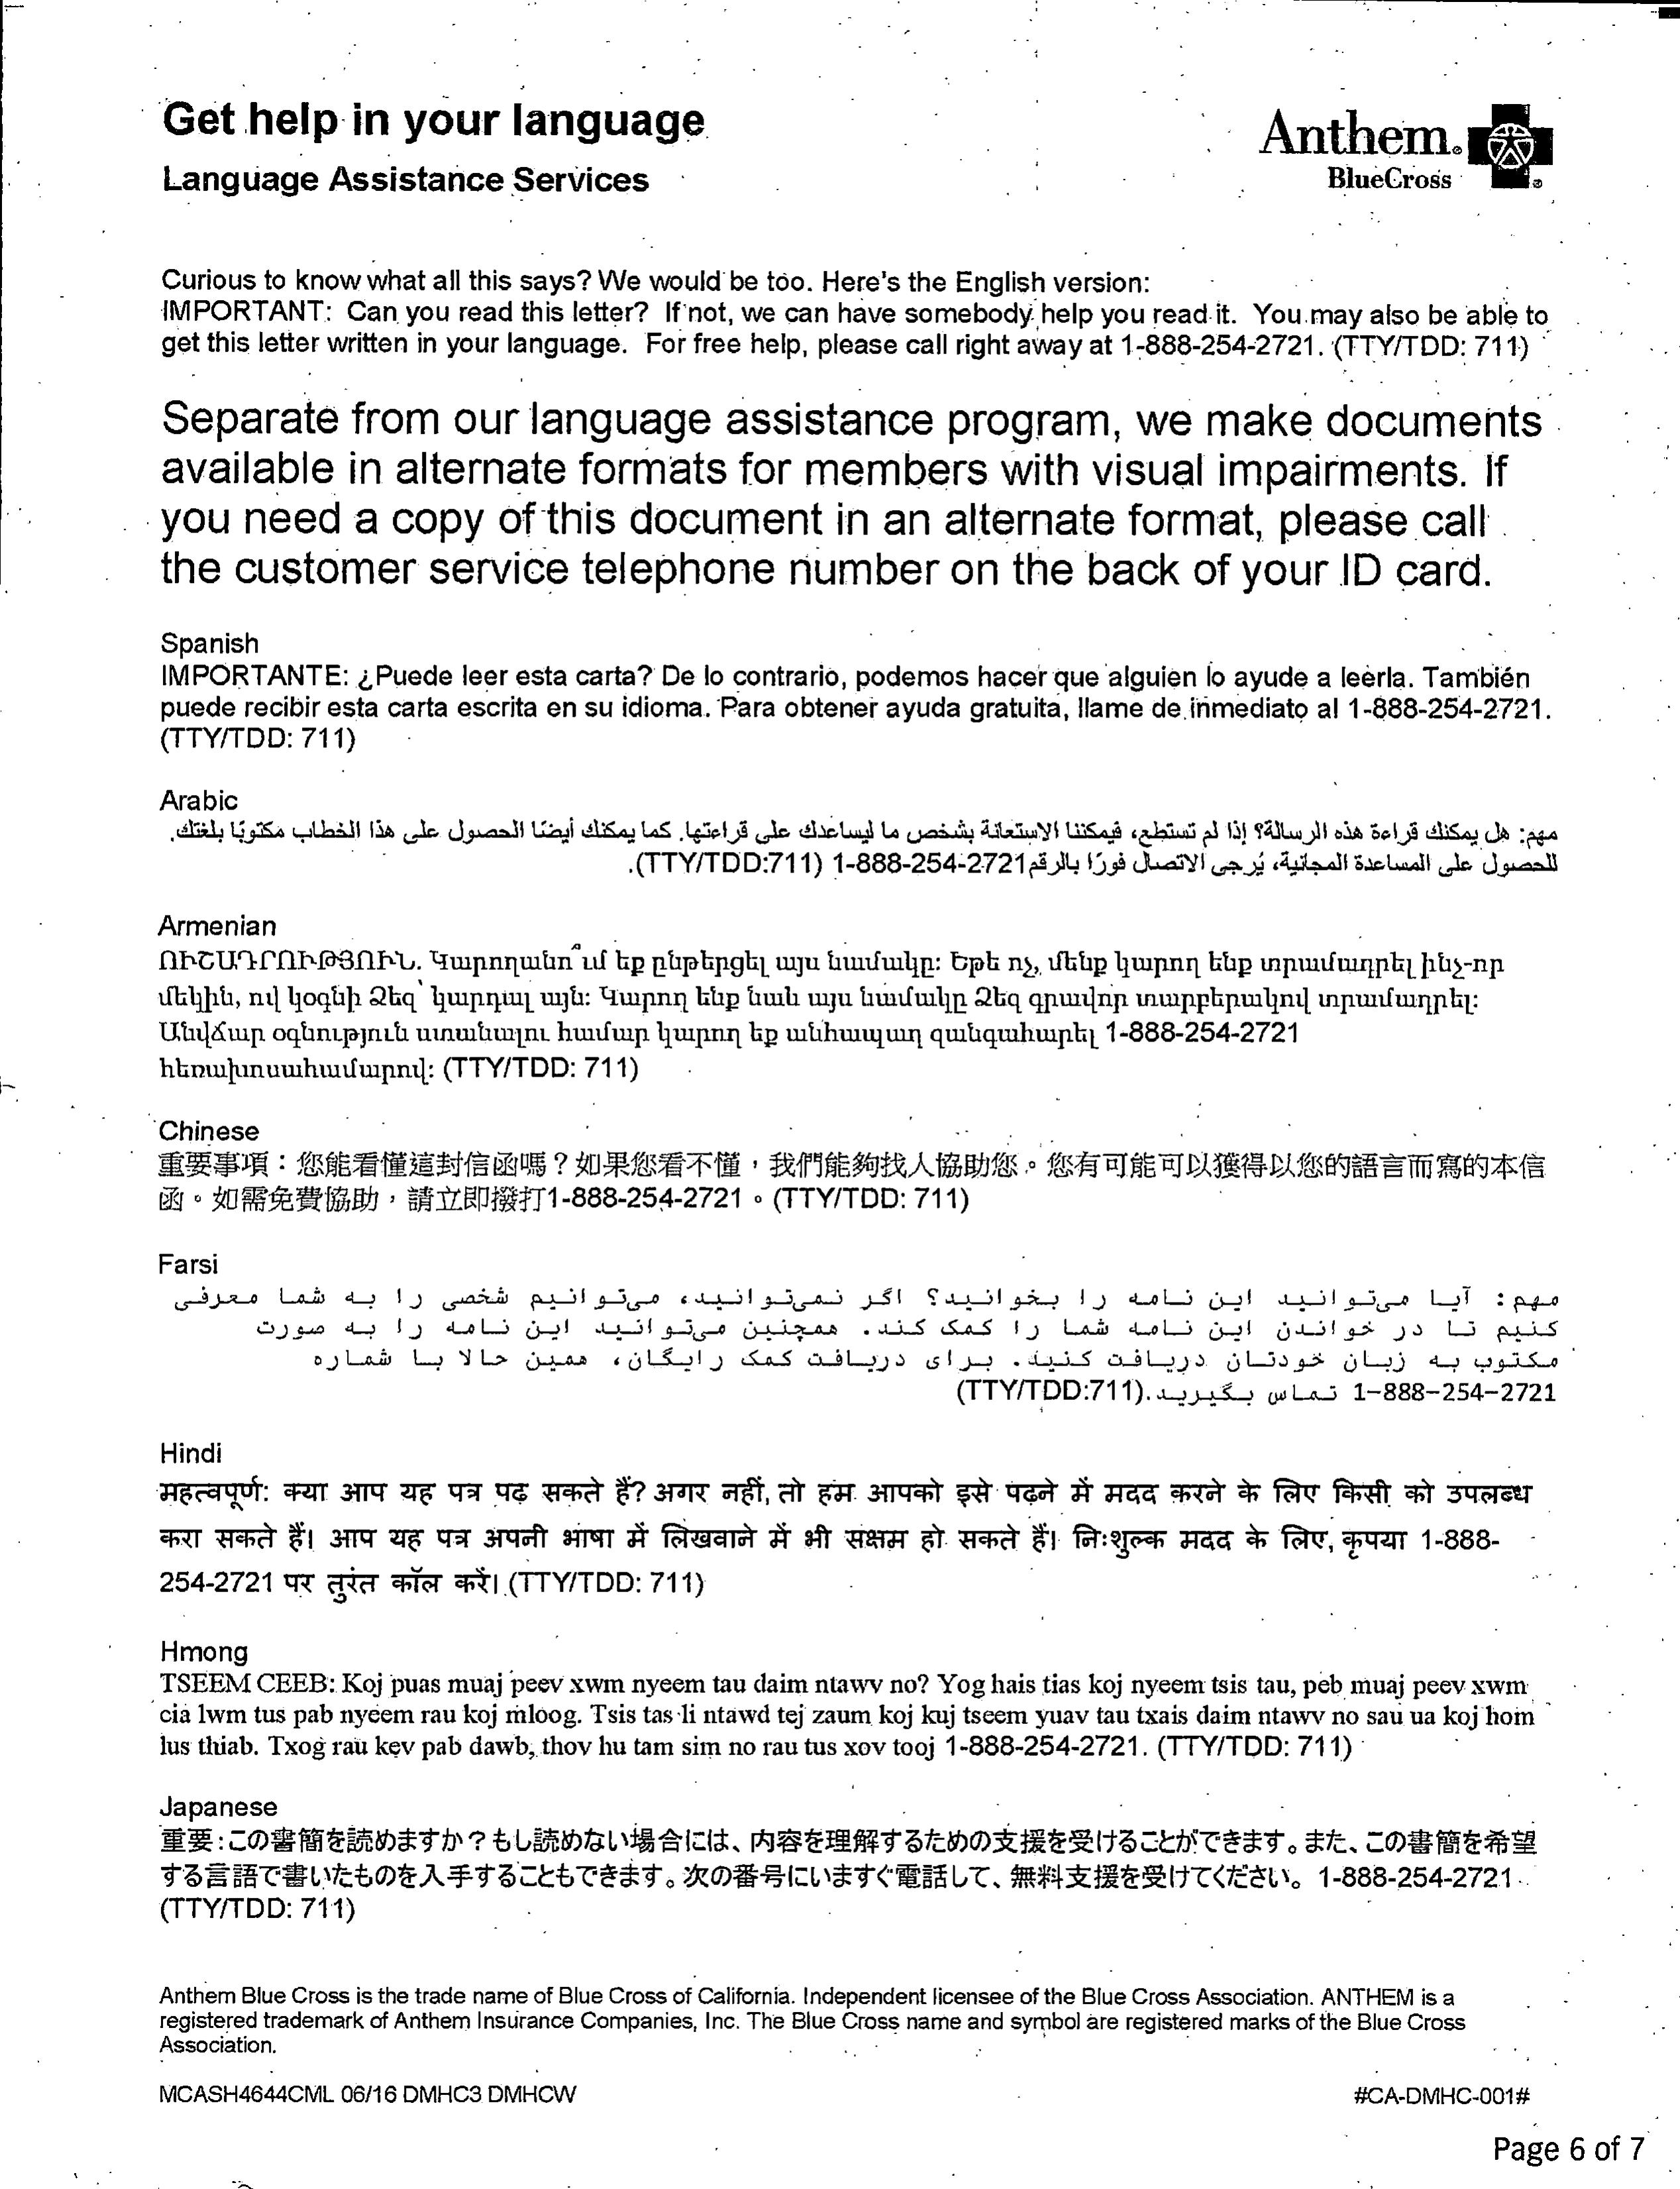 Get help in your language
Language Assistance Services
Anthem®
BlueCross ®
Curious to know what all this says? We would be too. Here's the English version:
IMPORTANT: Can you read this letter? If not, we can have somebody help you read it. You may also be able to
get this letter written in your language. For free help, please call right away at 1-888-254-2721. (TTY/TDD: 711)
Separate from our language assistance program, we make documents
available in alternate formats for members with visual impairments. If
you need a copy of this document in an alternate format, please call
the customer service telephone number on the back of your ID card.
Spanish
IMPORTANTE: ¿Puede leer esta carta? De lo contrario, podemos hacer que alguien lo ayude a leerla. También
puede recibir esta carta escrita en su idioma. Para obtener ayuda gratuita, llame de inmediato al 1-888-254-2721.
(TTY/TDD: 711)
Arabic
مهم: هل يمكنك قراءة هذه الرسالة؟ إذا لم تستطع، فيمكننا الاستعانة بشخص ما ليساعدك على قراءتها. كما يمكنك أيضًا الحصول على هذا الخطاب مكتوبًا بلغتك.
للحصول على المساعدة المجانية، يُرجى الاتصال فورًا بالرقم 1-888-254-2721 (TTY/TDD:711).
Armenian
ՈՒՇԱԴՐՈՒԹՅՈՒՆ. Կարողանո՞ւմ եք ընթերցել այս նամակը: Եթե ոչ, մենք կարող ենք տրամադրել ինչ-որ
մեկին, ով կօգնի Ձեզ՝ կարդալ այն: Կարող ենք նաև այս նամակը Ձեզ գրավոր տարբերակով տրամադրել:
Անվճար օգնություն ստանալու համար կարող եք անհապաղ զանգահարել 1-888-254-2721
հեռախոսահամարով: (TTY/TDD: 711)
Chinese
重要事項：您能看懂這封信函嗎？如果您看不懂，我們能夠找人協助您。您有可能可以獲得以您的語言而寫的本信
函。如需免費協助，請立即撥打1-888-254-2721。(TTY/TDD: 711)
Farsi
مهم: آیا می‌توانید این نامه را بخوانید؟ اگر نمی‌توانید، می‌توانیم شخصی را به شما معرفی
کنیم تا در خواندن این نامه شما را کمک کند. همچنین می‌توانید این نامه را به صورت
مکتوب به زبان خودتان دریافت کنید. برای دریافت کمک رایگان، همین حالا با شماره
1-888-254-2721 تماس بگیرید.(TTY/TDD:711)
Hindi
महत्वपूर्ण: क्या आप यह पत्र पढ़ सकते हैं? अगर नहीं, तो हम आपको इसे पढ़ने में मदद करने के लिए किसी को उपलब्ध
करा सकते हैं। आप यह पत्र अपनी भाषा में लिखवाने में भी सक्षम हो सकते हैं। निःशुल्क मदद के लिए, कृपया 1-888-
254-2721 पर तुरंत कॉल करें। (TTY/TDD: 711)
Hmong
TSEEM CEEB: Koj puas muaj peev xwm nyeem tau daim ntawv no? Yog hais tias koj nyeem tsis tau, peb muaj peev xwm
cia lwm tus pab nyeem rau koj mloog. Tsis tas li ntawd tej zaum koj kuj tseem yuav tau txais daim ntawv no sau ua koj hom
lus thiab. Txog rau kev pab dawb, thov hu tam sim no rau tus xov tooj 1-888-254-2721. (TTY/TDD: 711)
Japanese
重要:この書簡を読めますか？もし読めない場合には、内容を理解するための支援を受けることができます。また、この書簡を希望
する言語で書いたものを入手することもできます。次の番号にいますぐ電話して、無料支援を受けてください。1-888-254-2721
(TTY/TDD: 711)
Anthem Blue Cross is the trade name of Blue Cross of California. Independent licensee of the Blue Cross Association. ANTHEM is a
registered trademark of Anthem Insurance Companies, Inc. The Blue Cross name and symbol are registered marks of the Blue Cross
Association.
MCASH4644CML 06/16 DMHC3 DMHCW
#CA-DMHC-001#
Page 6 of 7